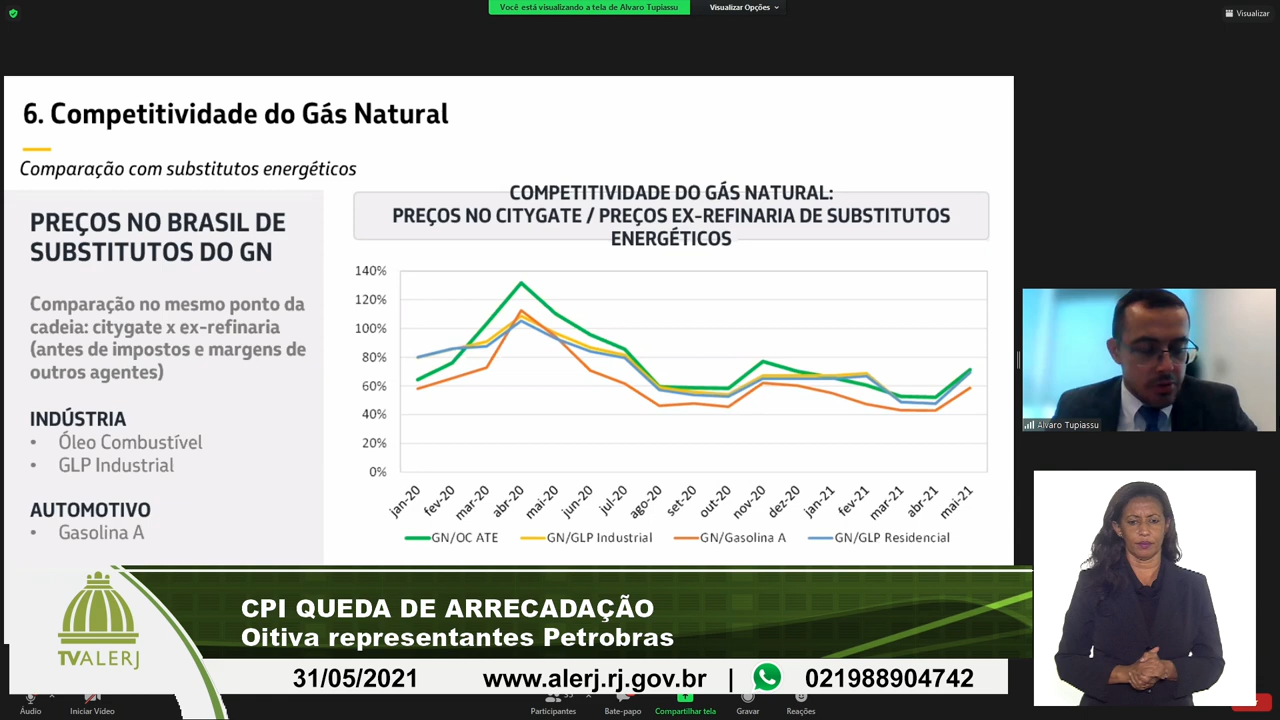 Você está visualizando a tela de Alvaro Tupiassu
Visualizar Opções
Visualizar
6. Competitividade do Gás Natural
Comparação com substitutos energéticos
PREÇOS NO BRASIL DE
SUBSTITUTOS DO GN
Comparação no mesmo ponto da
cadeia: citygate x ex-refinaria
(antes de impostos e margens de
outros agentes)
INDÚSTRIA
• Óleo Combustível
• GLP Industrial
AUTOMOTIVO
• Gasolina A
COMPETITIVIDADE DO GÁS NATURAL:
PREÇOS NO CITYGATE / PREÇOS EX-REFINARIA DE SUBSTITUTOS
ENERGÉTICOS
140%
120%
100%
80%
60%
40%
20%
0%
jan-20 fev-20 mar-20 abr-20 mai-20 jun-20 jul-20 ago-20 set-20 out-20 nov-20 dez-20 jan-21 fev-21 mar-21 abr-21 mai-21
GN/OC ATE GN/GLP Industrial GN/Gasolina A GN/GLP Residencial
Alvaro Tupiassu
TVALERJ
CPI QUEDA DE ARRECADAÇÃO
Oitiva representantes Petrobras
31/05/2021 www.alerj.rj.gov.br | 021988904742
Áudio Iniciar Vídeo Participantes Bate-papo Compartilhar tela Gravar Reações